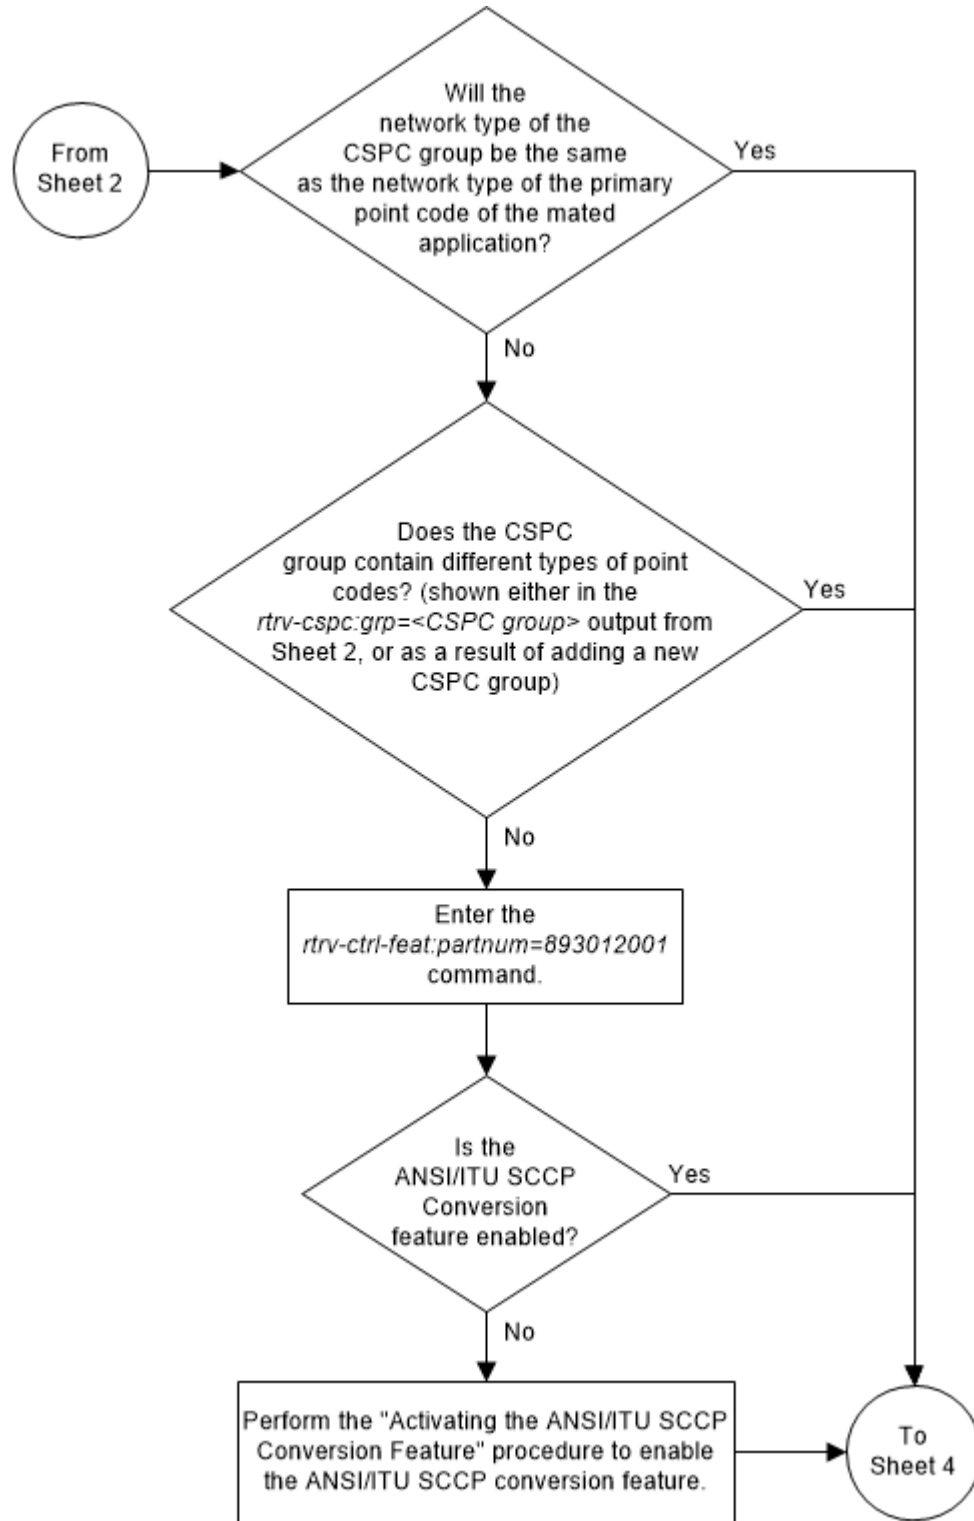 Will the
network type of the
CSPC group be the same
as the network type of the primary
point code of the mated
application?
From
Sheet 2
Yes
No
Does the CSPC
group contain different types of point
codes? (shown either in the
rtrv-cspc:grp=<CSPC group> output from
Sheet 2, or as a result of adding a new
CSPC group)
Yes
No
Enter the
rtrv-ctrl-feat:partnum=893012001
command.
Is the
ANSI/ITU SCCP
Conversion
feature enabled?
Yes
No
Perform the "Activating the ANSI/ITU SCCP
Conversion Feature" procedure to enable
the ANSI/ITU SCCP conversion feature.
To
Sheet 4